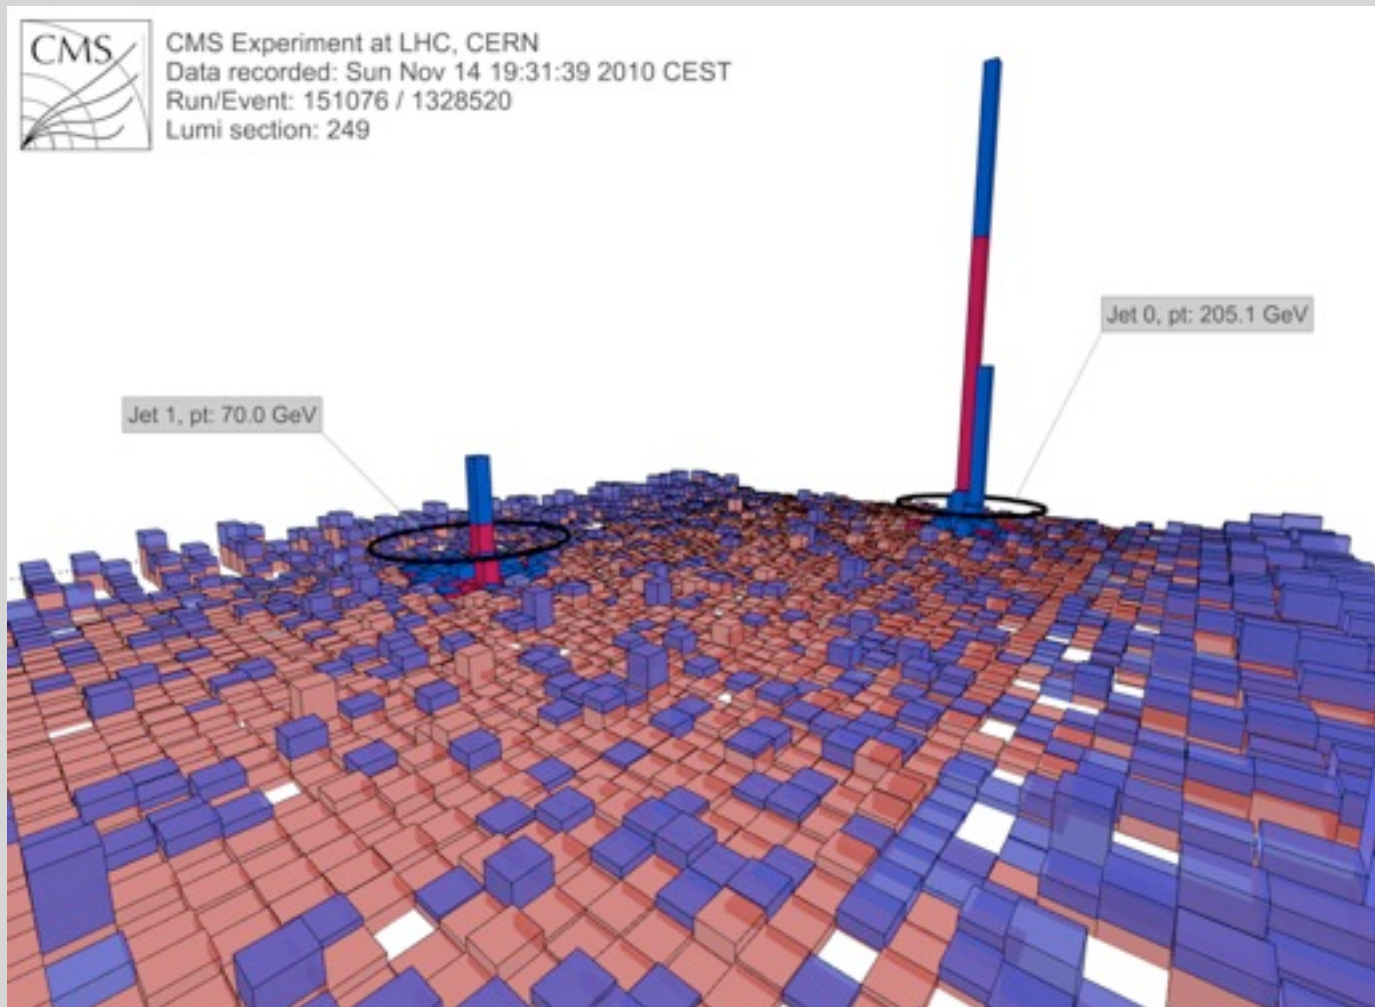 CMS
CMS Experiment at LHC, CERN
Data recorded: Sun Nov 14 19:31:39 2010 CEST
Run/Event: 151076 / 1328520
Lumi section: 249
Jet 0, pt: 205.1 GeV
Jet 1, pt: 70.0 GeV